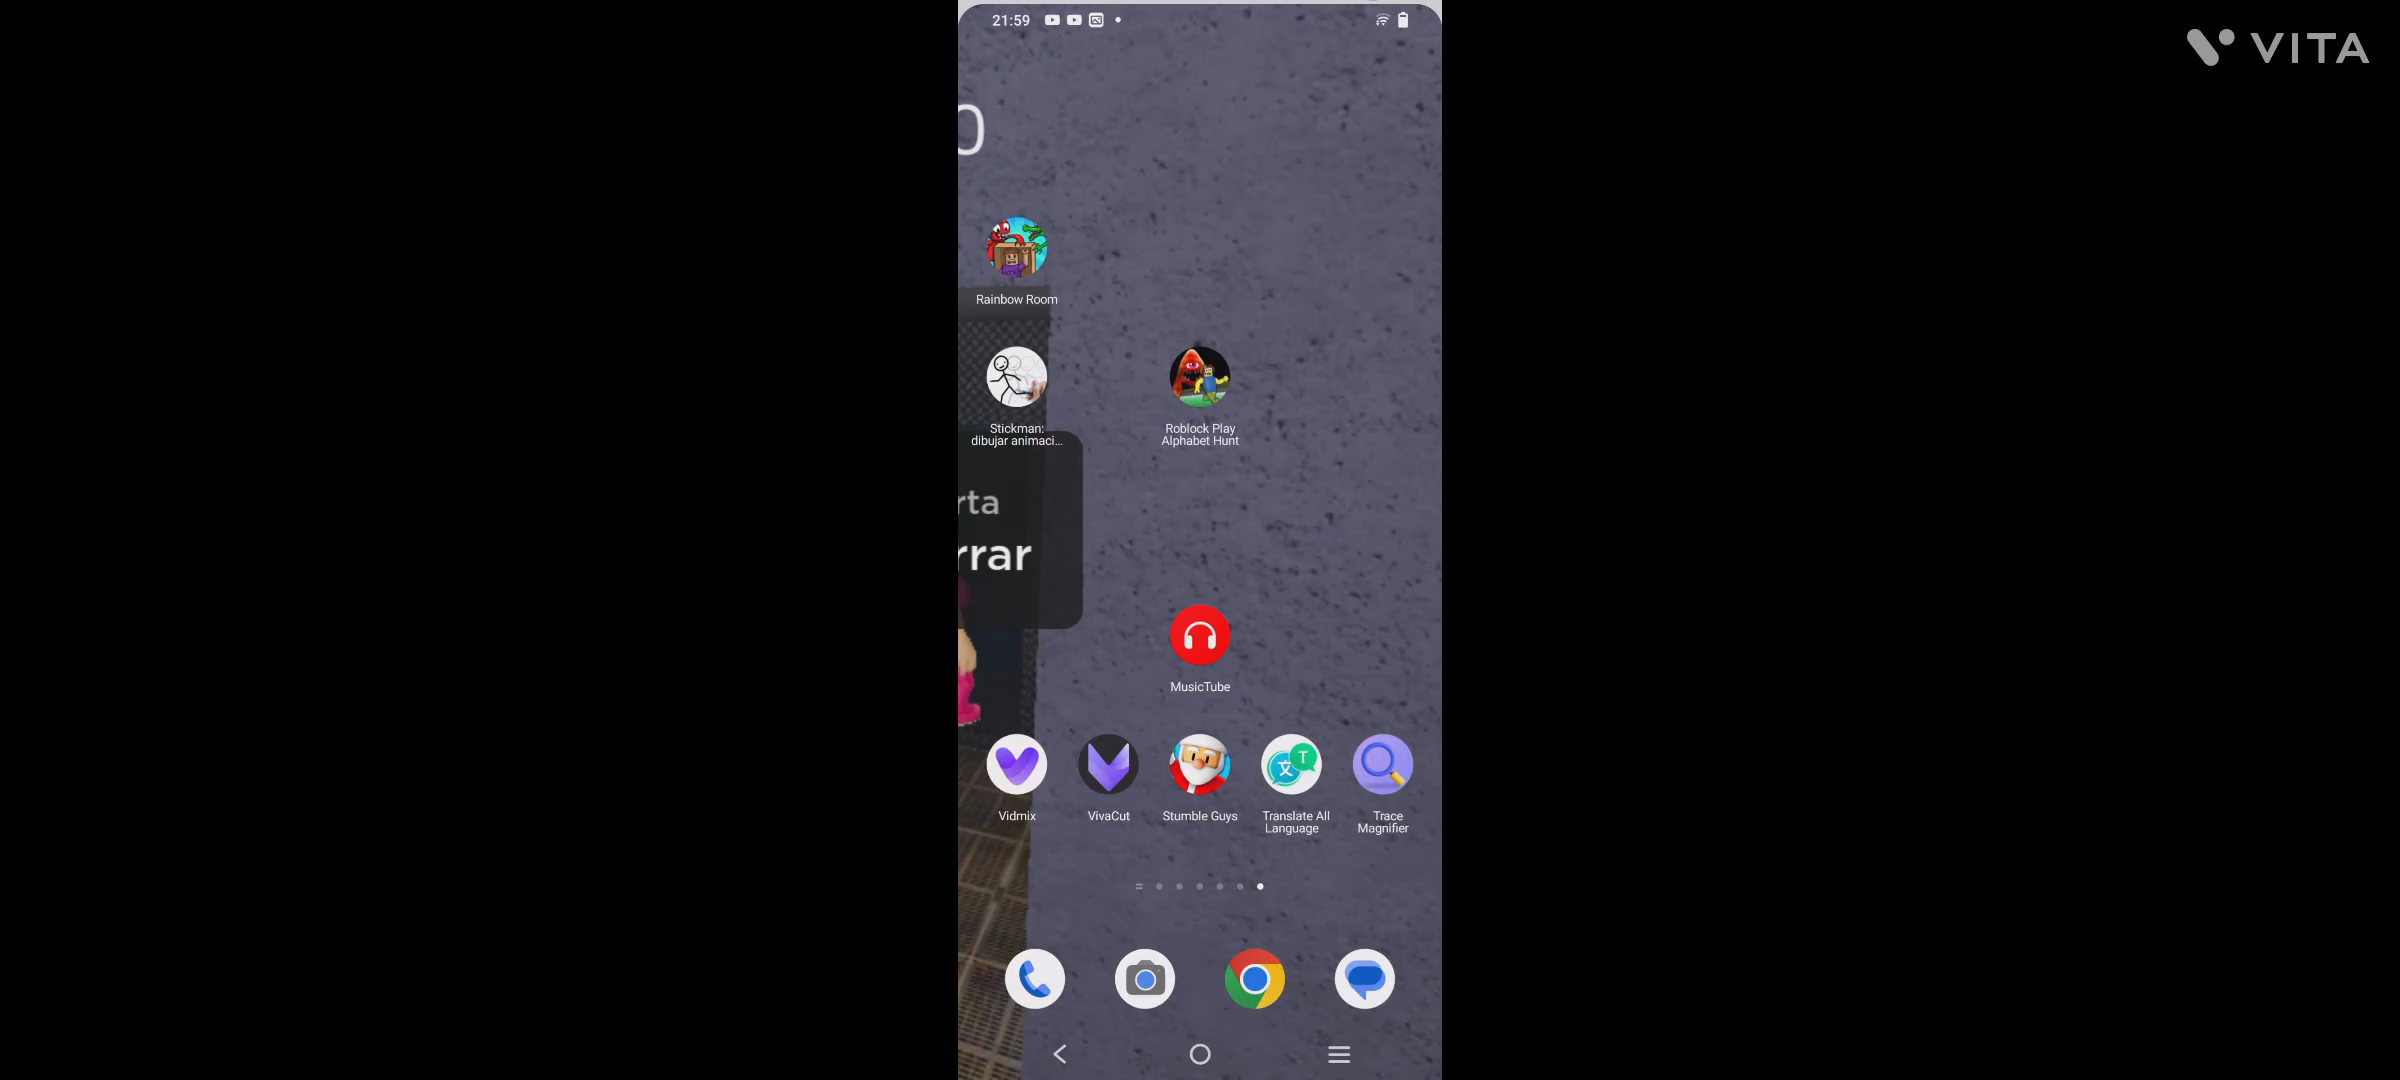 21:59
VITA
0
Rainbow Room
Stickman:
dibujar animaci...
Roblock Play
Alphabet Hunt
rta
rrar
MusicTube
Vidmix
VivaCut
Stumble Guys
Translate All
Language
Trace
Magnifier